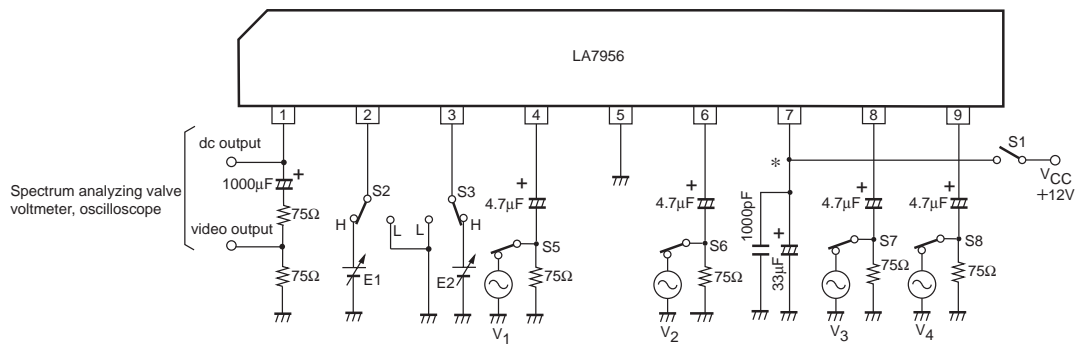 LA7956
1 2 3 4 5 6 7 8 9
dc output
S1
*
VCC
+12V
1000μF
+
Spectrum analyzing valve
voltmeter, oscilloscope
S2
S3
4.7μF
+
4.7μF
+
1000pF
+
33μF
4.7μF
+
4.7μF
+
75Ω
H
L
L
H
video output
S5
S6
S7
S8
75Ω
E1
E2
75Ω
75Ω
75Ω
75Ω
V1
V2
V3
V4